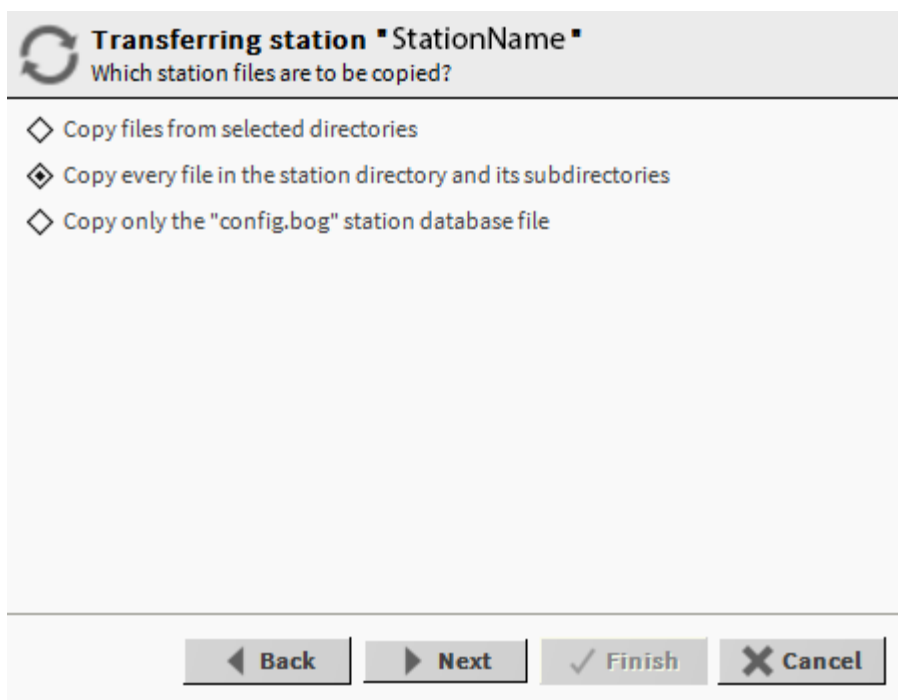 Transferring station "StationName"
Which station files are to be copied?
Copy files from selected directories
Copy every file in the station directory and its subdirectories
Copy only the "config.bog" station database file
Back Next Finish Cancel